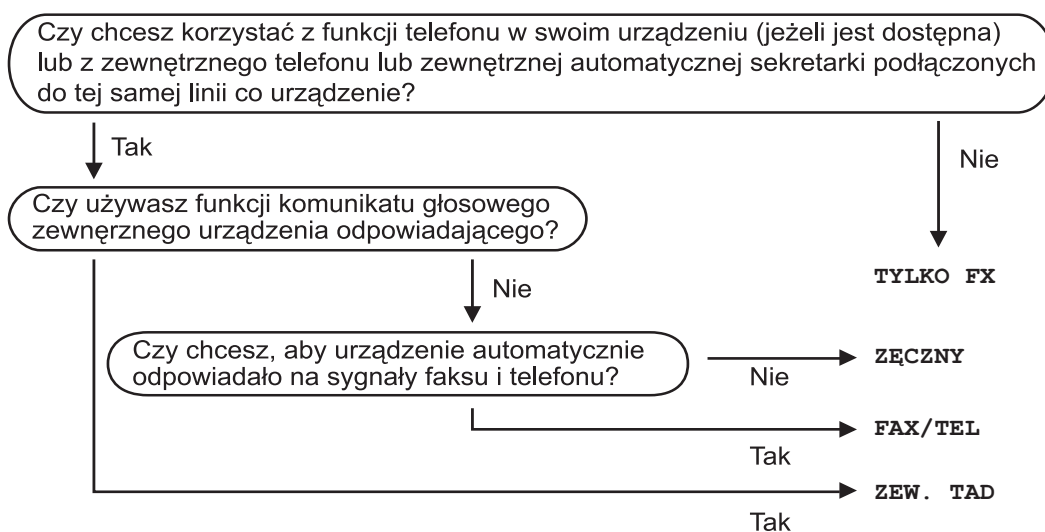 Czy chcesz korzystać z funkcji telefonu w swoim urządzeniu (jeżeli jest dostępna)
lub z zewnętrznego telefonu lub zewnętrznej automatycznej sekretarki podłączonych
do tej samej linii co urządzenie?
Tak
Nie
Czy używasz funkcji komunikatu głosowego
zewnęrznego urządzenia odpowiadającego?
TYLKO FX
Nie
Czy chcesz, aby urządzenie automatycznie
odpowiadało na sygnały faksu i telefonu?
Nie
ZĘCZNY
FAX/TEL
Tak
ZEW. TAD
Tak